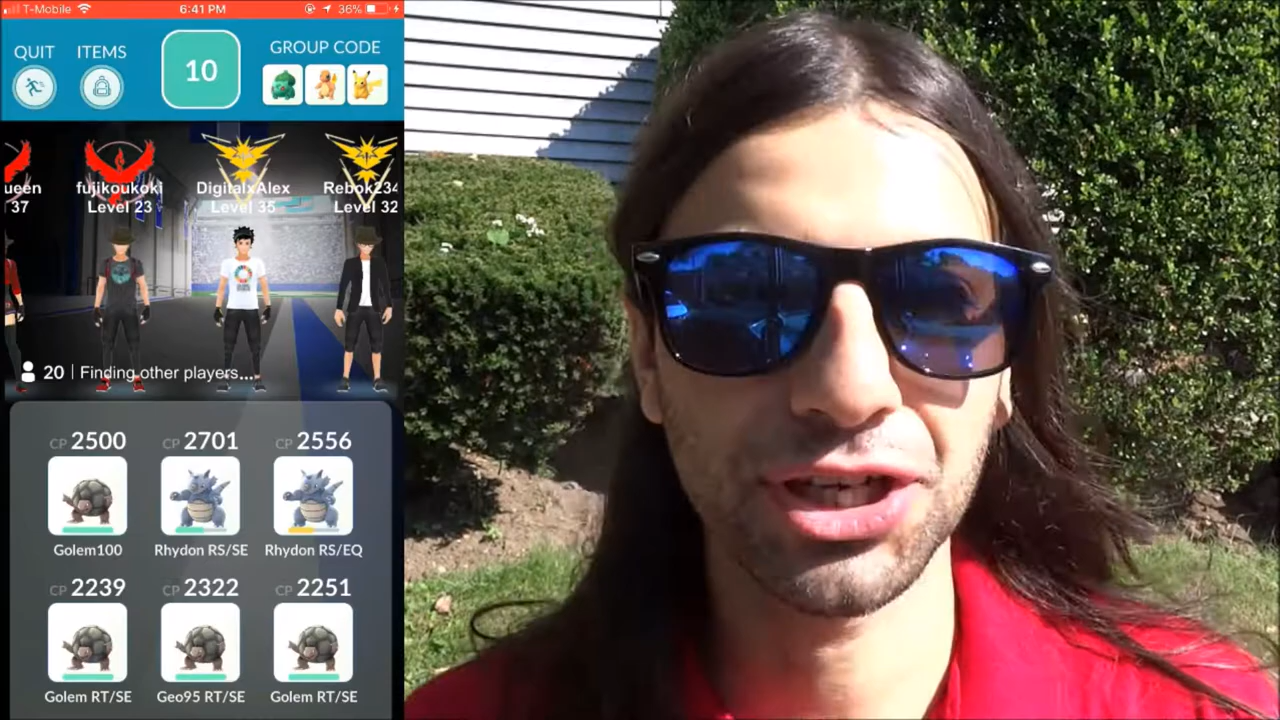 T-Mobile 6:41 PM 36%
QUIT ITEMS 10 GROUP CODE
ueen fujikoukoki DigitalxAlex Rebok234
37 Level 23 Level 35 Level 32
20 | Finding other players...
CP 2500 CP 2701 CP 2556
Golem100 Rhydon RS/SE Rhydon RS/EQ
CP 2239 CP 2322 CP 2251
Golem RT/SE Geo95 RT/SE Golem RT/SE